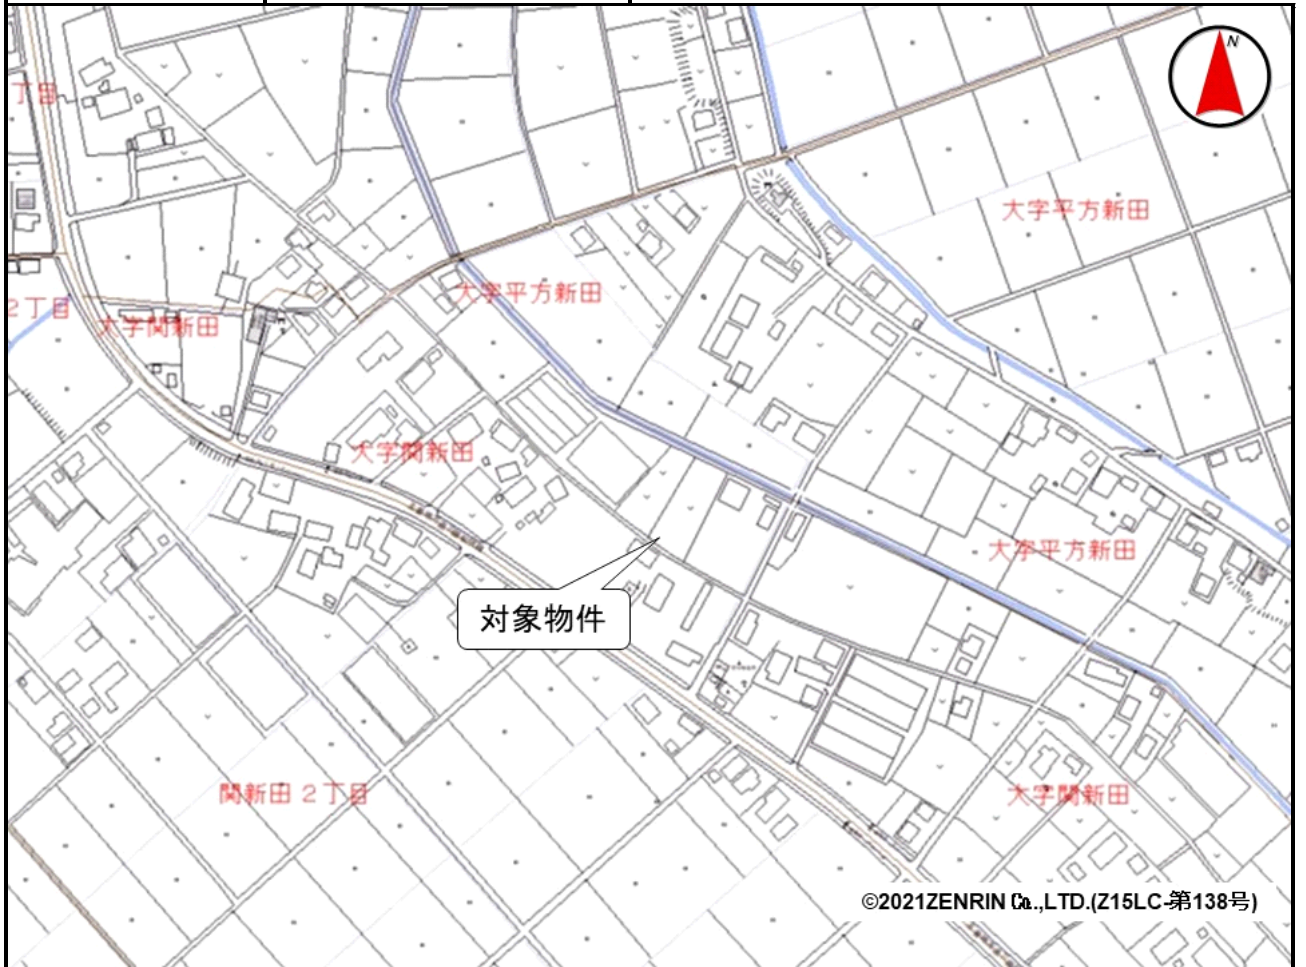 N
丁目
大字平方新田
大字平方新田
2丁目
大字関新田
大字関新田
大字平方新田
対象物件
関新田 2丁目
大字関新田
©2021ZENRIN Co.,LTD.(Z15LC-第138号)